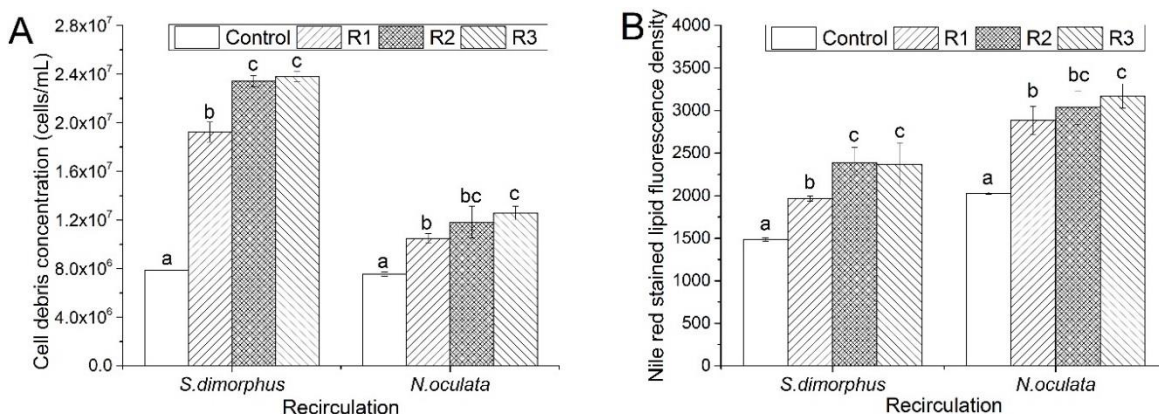 A
Cell debris concentration (cells/mL)
2.8x10⁷
2.4x10⁷
2.0x10⁷
1.6x10⁷
1.2x10⁷
8.0x10⁶
4.0x10⁶
0.0
Control R1 R2 R3
a b c c
a b bc c
S.dimorphus N.oculata
Recirculation
B
Nile red stained lipid fluorescence density
4000
3500
3000
2500
2000
1500
1000
500
0
Control R1 R2 R3
a b c c
a b bc c
S.dimorphus N.oculata
Recirculation